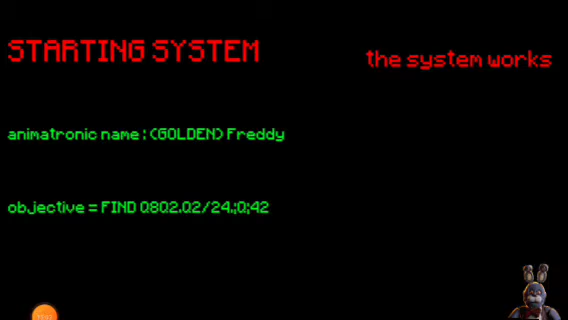 STARTING SYSTEM
the system works
animatronic name : (GOLDEN) Freddy
objective = FIND 0802.02/24.;0;42